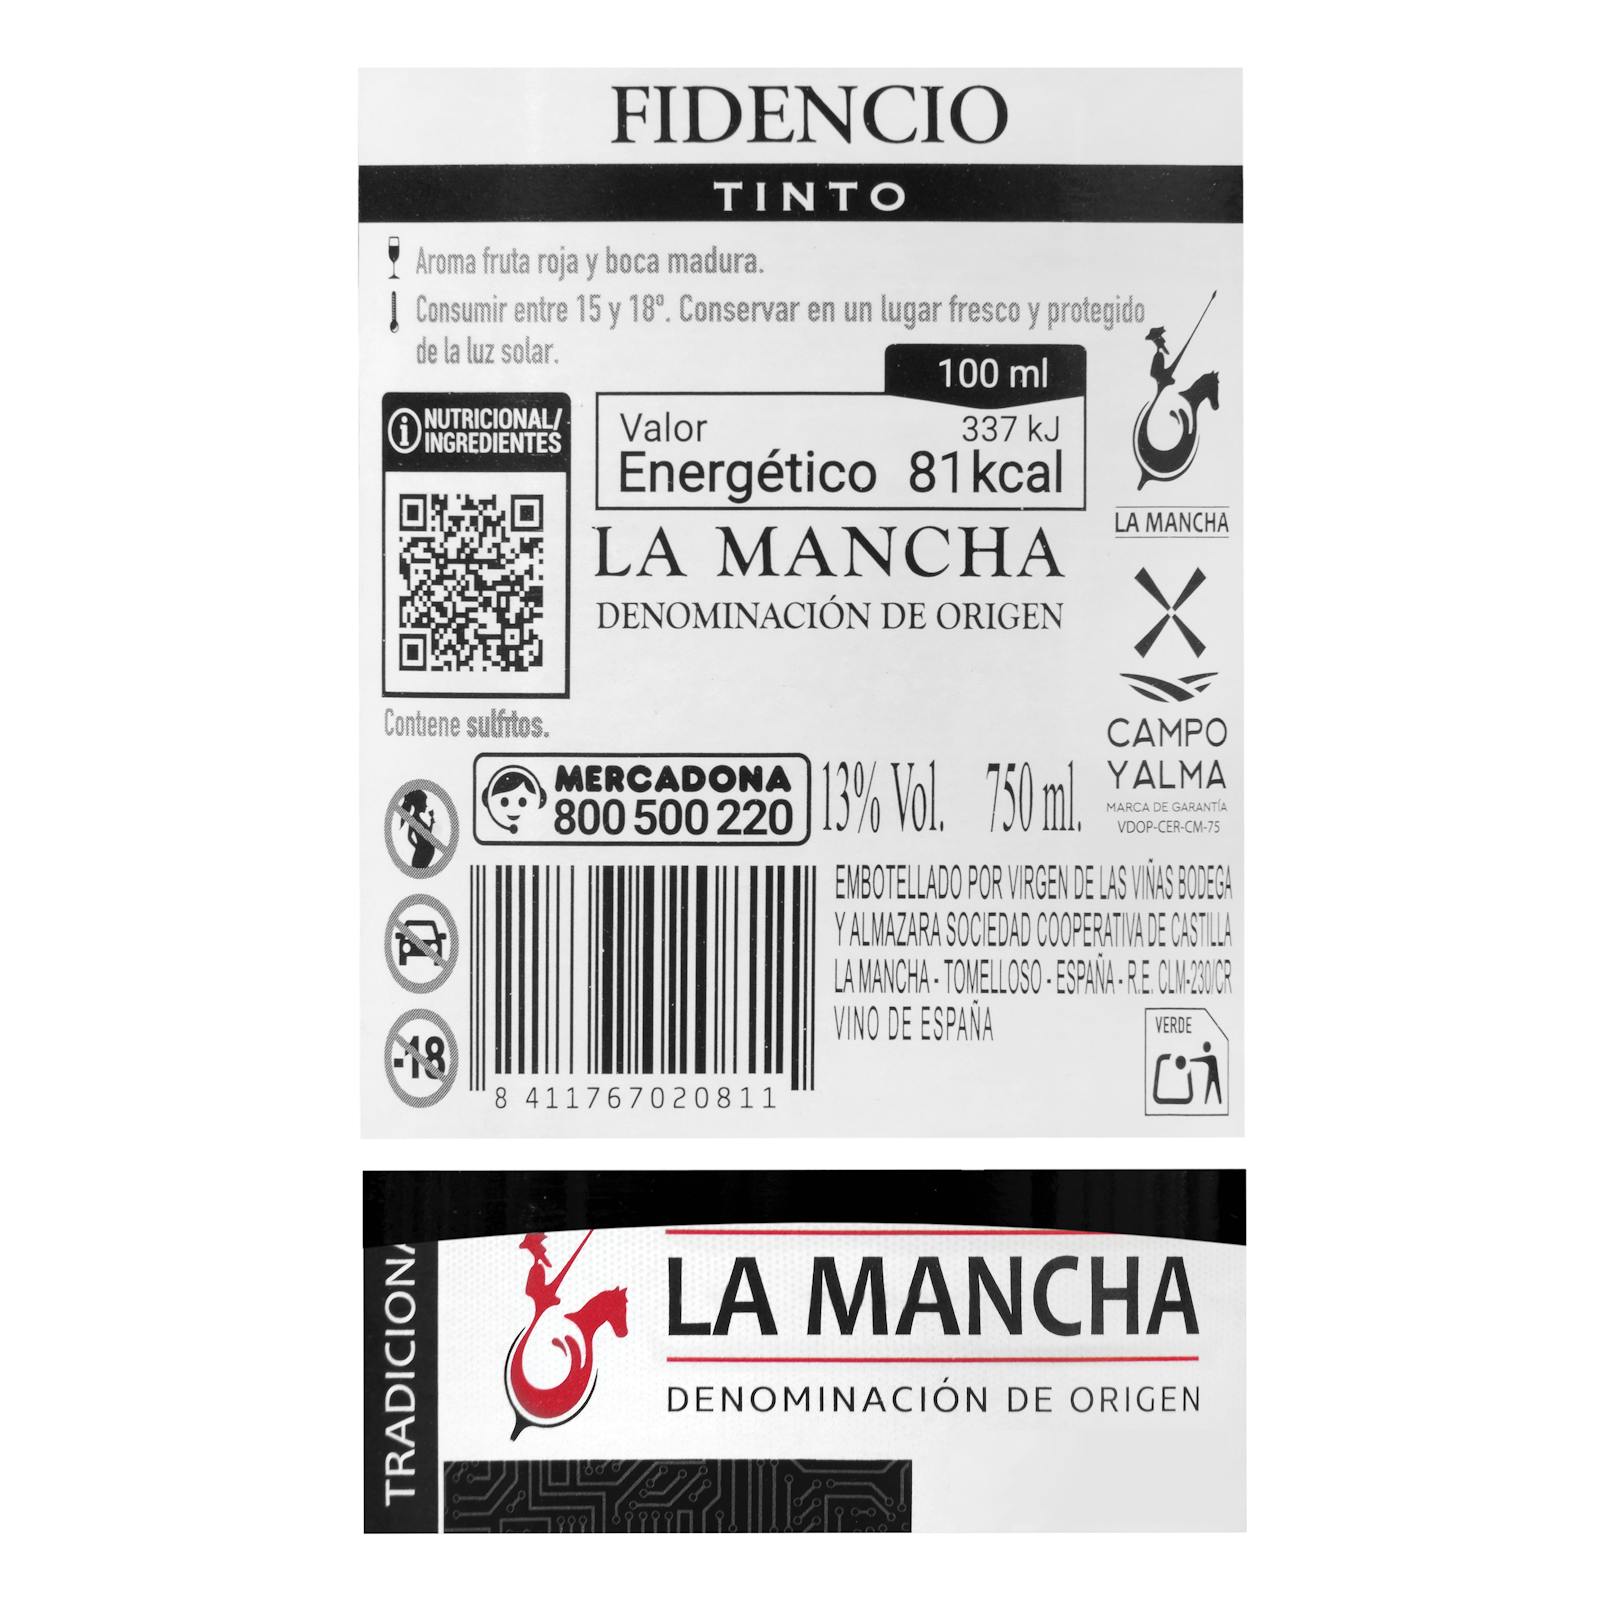 FIDENCIO
TINTO
Aroma fruta roja y boca madura.
Consumir entre 15 y 18º. Conservar en un lugar fresco y protegido
de la luz solar.
100 ml
NUTRICIONAL/
INGREDIENTES
Valor 337 kJ
Energético 81kcal
LA MANCHA
DENOMINACIÓN DE ORIGEN
LA MANCHA
CAMPO
Y ALMA
MARCA DE GARANTÍA
VDOP-CER-CM-75
Contiene sulfitos.
MERCADONA
800 500 220
13% Vol. 750 ml.
EMBOTELLADO POR VIRGEN DE LAS VIÑAS BODEGA
Y ALMAZARA SOCIEDAD COOPERATIVA DE CASTILLA
LA MANCHA - TOMELLOSO - ESPAÑA - R.E. CLM-230/CR
VINO DE ESPAÑA
VERDE
-18
8 411767020811
TRADICIONA
LA MANCHA
DENOMINACIÓN DE ORIGEN